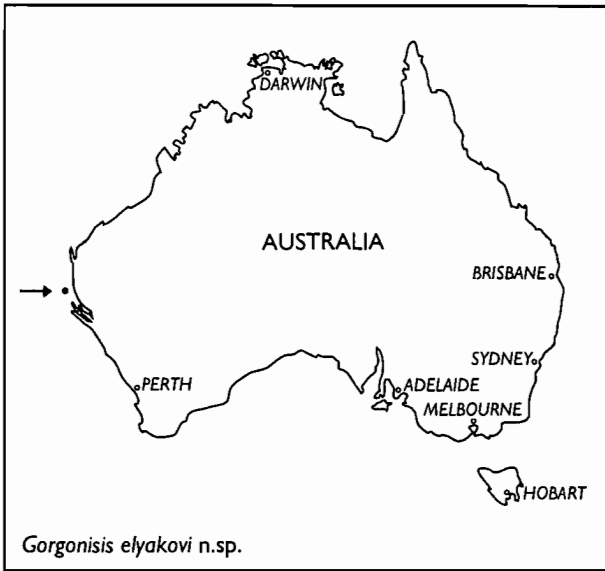 DARWIN
AUSTRALIA
BRISBANE
SYDNEY
PERTH
ADELAIDE
MELBOURNE
HOBART
Gorgonisis elyakovi n.sp.